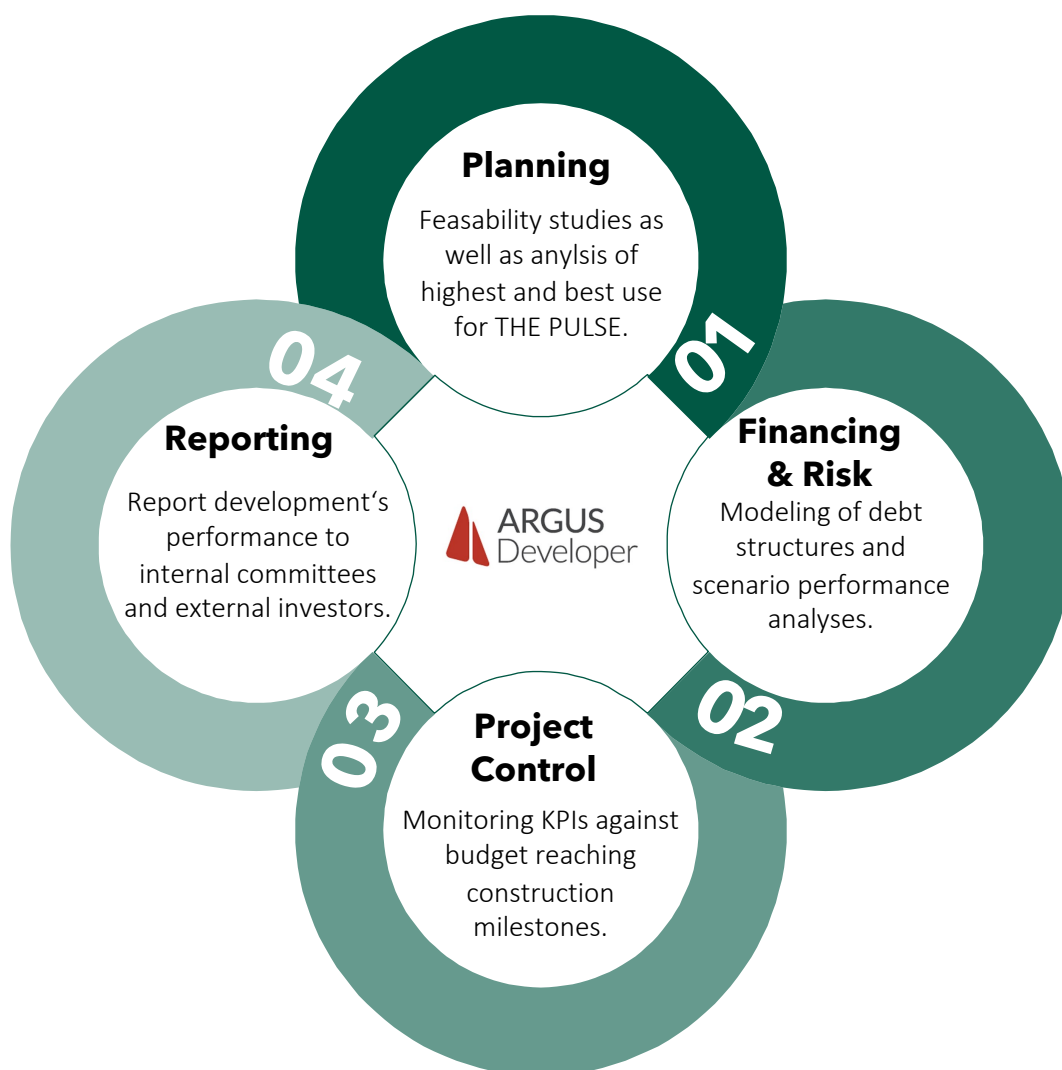 Planning
Feasability studies as
well as anylsis of
highest and best use
for THE PULSE.
01
Financing
& Risk
Modeling of debt
structures and
scenario performance
analyses.
02
Project
Control
Monitoring KPIs against
budget reaching
construction
milestones.
03
Reporting
Report development‘s
performance to
internal committees
and external investors.
04
ARGUS
Developer